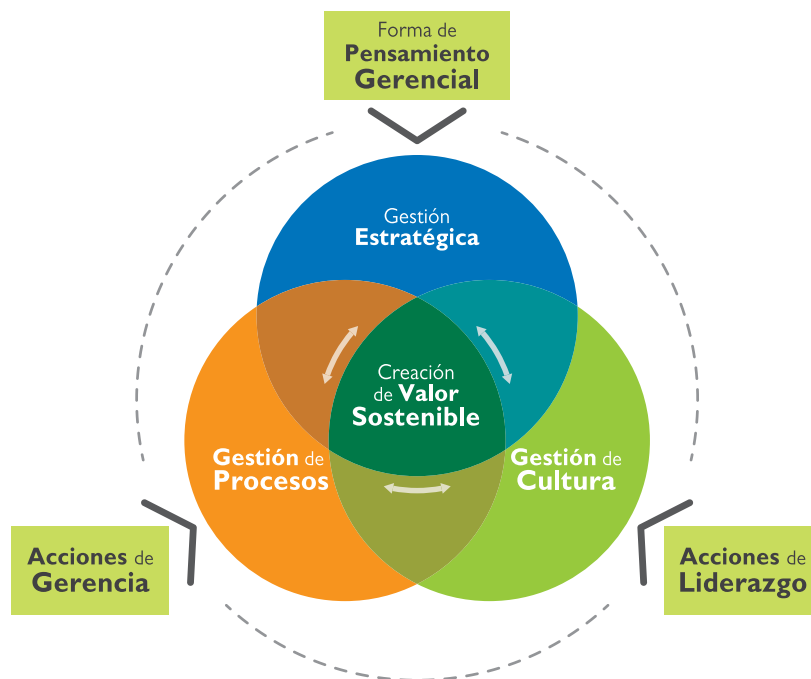 Forma de
Pensamiento
Gerencial
Gestión
Estratégica
Creación
de Valor
Sostenible
Gestión de
Procesos
Gestión de
Cultura
Acciones de
Gerencia
Acciones de
Liderazgo